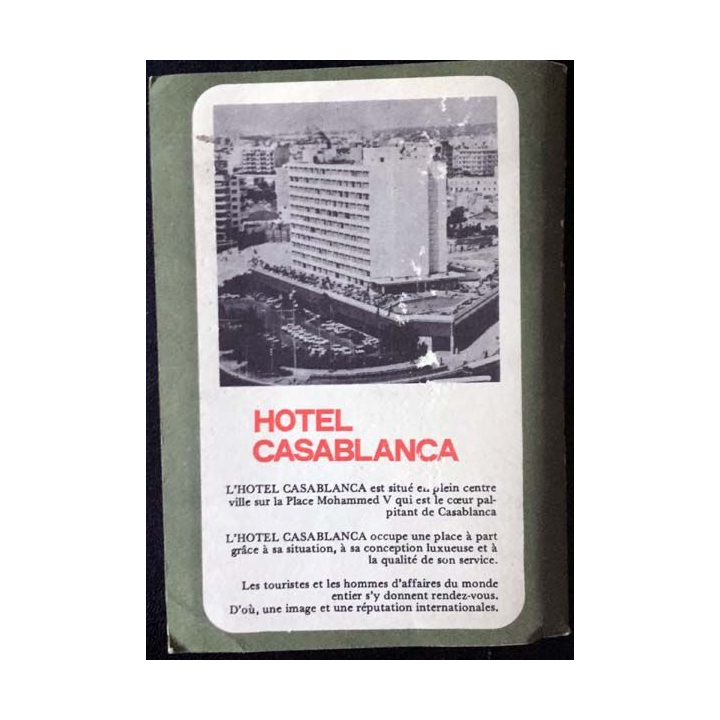 HOTEL
CASABLANCA
L'HOTEL CASABLANCA est situé en plein centre
ville sur la Place Mohammed V qui est le cœur pal-
pitant de Casablanca
L'HOTEL CASABLANCA occupe une place à part
grâce à sa situation, à sa conception luxueuse et à
la qualité de son service.
Les touristes et les hommes d'affaires du monde
entier s'y donnent rendez-vous.
D'où, une image et une réputation internationales.